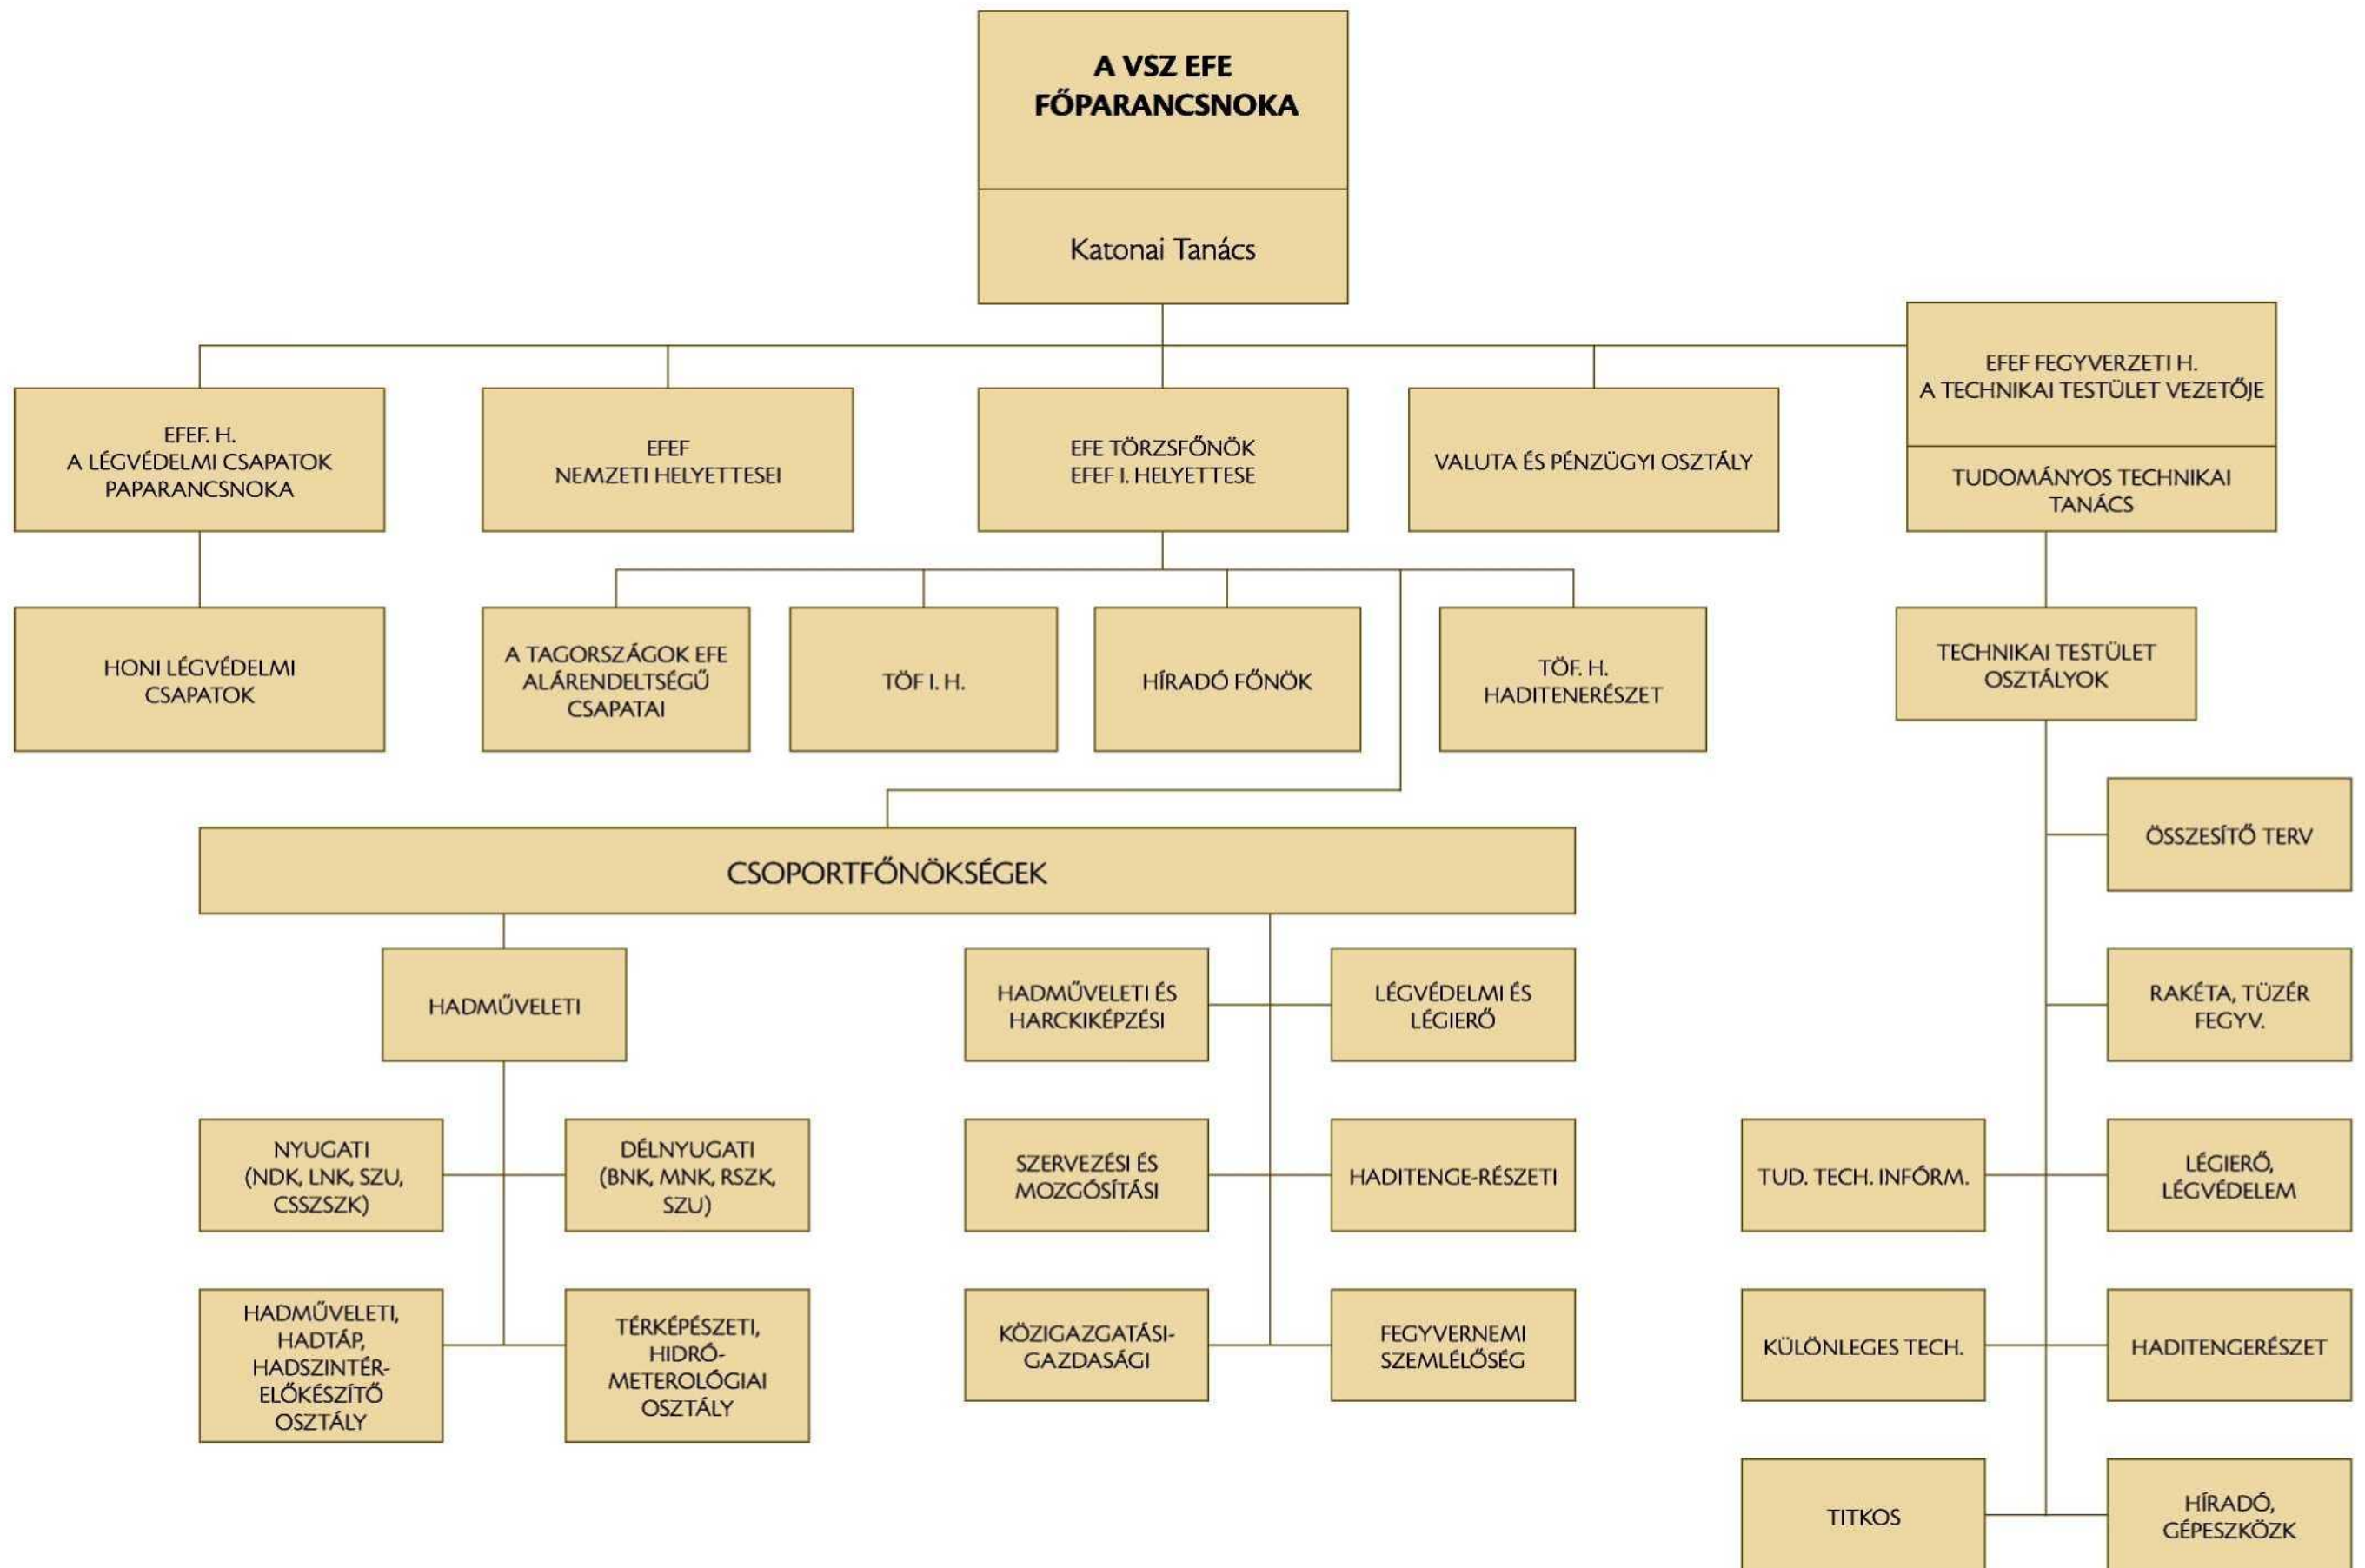 A VSZ EFE
FŐPARANCSNOKA
Katonai Tanács
EFEF. H.
A LÉGVÉDELMI CSAPATOK
PAPARANCSNOKA
EFEF
NEMZETI HELYETTESEI
EFE TÖRZSFŐNÖK
EFEF I. HELYETTESE
VALUTA ÉS PÉNZÜGYI OSZTÁLY
EFEF FEGYVERZETI H.
A TECHNIKAI TESTÜLET VEZETŐJE
TUDOMÁNYOS TECHNIKAI
TANÁCS
HONI LÉGVÉDELMI
CSAPATOK
A TAGORSZÁGOK EFE
ALÁRENDELTSÉGŰ
CSAPATAI
TÖF I. H.
HÍRADÓ FŐNÖK
TÖF. H.
HADITENERÉSZET
TECHNIKAI TESTÜLET
OSZTÁLYOK
CSOPORTFŐNÖKSÉGEK
HADMŰVELETI
NYUGATI
(NDK, LNK, SZU,
CSSZSZK)
DÉLNYUGATI
(BNK, MNK, RSZK,
SZU)
HADMŰVELETI,
HADTÁP,
HADSZINTÉR-
ELŐKÉSZÍTŐ
OSZTÁLY
TÉRKÉPÉSZETI,
HIDRÓ-
METEROLÓGIAI
OSZTÁLY
HADMŰVELETI ÉS
HARCKIKÉPZÉSI
LÉGVÉDELMI ÉS
LÉGIERŐ
SZERVEZÉSI ÉS
MOZGÓSÍTÁSI
HADITENGE-RÉSZETI
KÖZIGAZGATÁSI-
GAZDASÁGI
FEGYVERNEMI
SZEMLÉLŐSÉG
ÖSSZESÍTŐ TERV
RAKÉTA, TÜZÉR
FEGYV.
TUD. TECH. INFÓRM.
LÉGIERŐ,
LÉGVÉDELEM
KÜLÖNLEGES TECH.
HADITENGERÉSZET
TITKOS
HÍRADÓ,
GÉPESZKÖZK